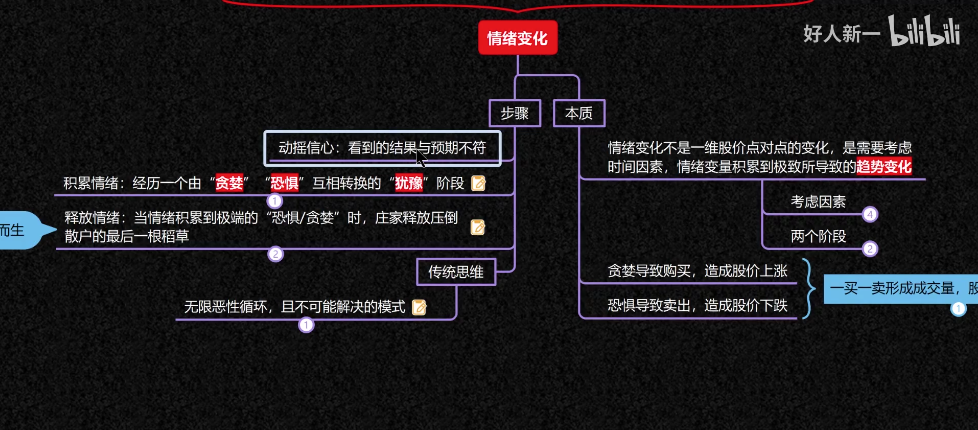 好人新一 bilibili
情绪变化
步骤
本质
动摇信心：看到的结果与预期不符
积累情绪：经历一个由“贪婪”“恐惧”互相转换的“犹豫”阶段
1
释放情绪：当情绪积累到极端的“恐惧/贪婪”时，庄家释放压倒
散户的最后一根稻草
2
而生
传统思维
无限恶性循环，且不可能解决的模式
1
情绪变化不是一维股价点对点的变化，是需要考虑
时间因素，情绪变量积累到极致所导致的趋势变化
考虑因素
4
两个阶段
2
贪婪导致购买，造成股价上涨
恐惧导致卖出，造成股价下跌
一买一卖形成成交量，股
1